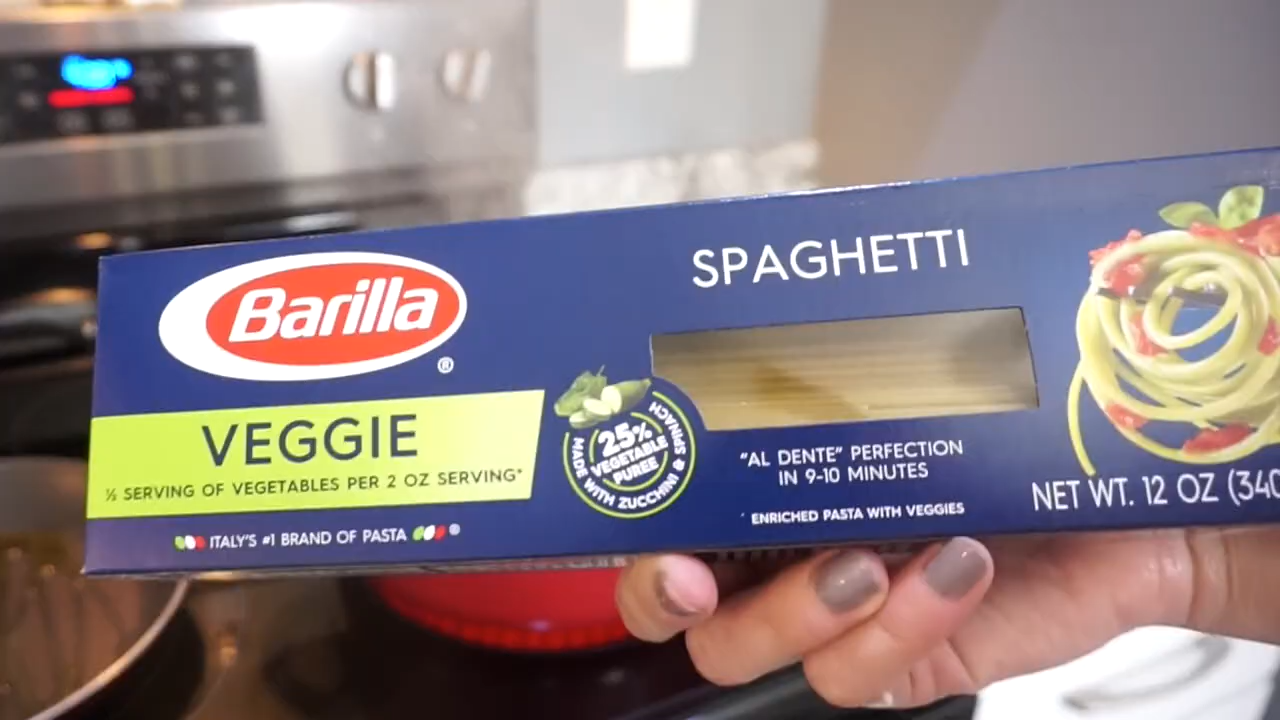 Barilla®
VEGGIE
½ SERVING OF VEGETABLES PER 2 OZ SERVING*
ITALY'S #1 BRAND OF PASTA ®
MADE WITH ZUCCHINI & SPINACH
25%
VEGETABLE
PUREE
SPAGHETTI
"AL DENTE" PERFECTION
IN 9-10 MINUTES
ENRICHED PASTA WITH VEGGIES
NET WT. 12 OZ (340